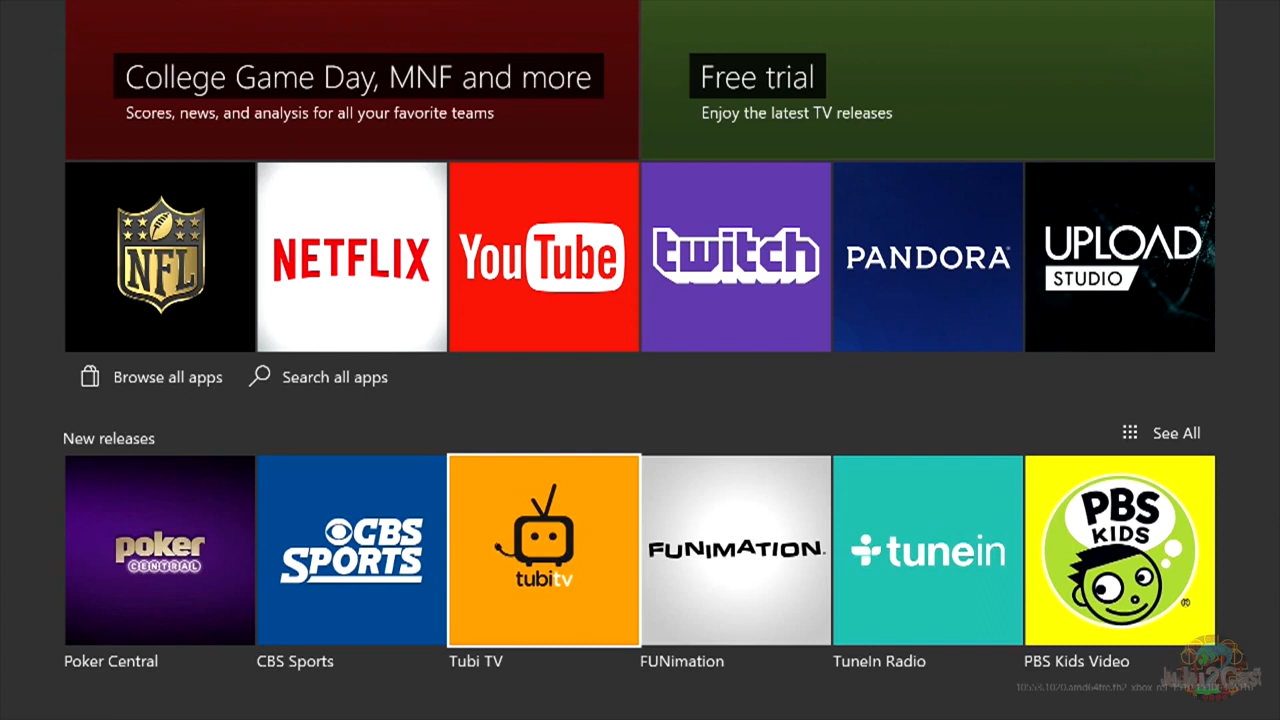 College Game Day, MNF and more
Scores, news, and analysis for all your favorite teams
Free trial
Enjoy the latest TV releases
NFL
NETFLIX
YouTube
twitch
PANDORA®
UPLOAD
STUDIO
Browse all apps
Search all apps
New releases
See All
poker
CENTRAL
CBS
SPORTS
tubitv
FUNIMATION.
tunein
PBS
KIDS
®
Poker Central
CBS Sports
Tubi TV
FUNimation
TuneIn Radio
PBS Kids Video